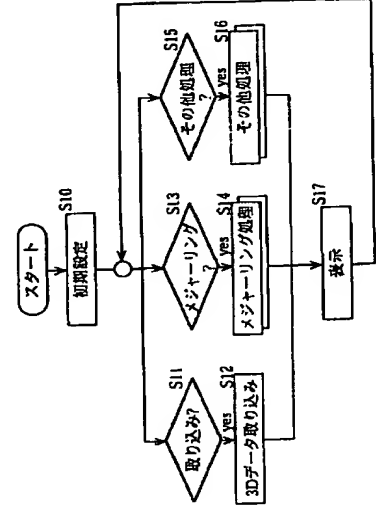 スタート
S10
初期設定
S11
取り込み?
yes
S12
3Dデータ取り込み
S13
メジャーリング
?
yes
S14
メジャーリング処理
S15
その他処理
?
yes
S16
その他処理
S17
表示